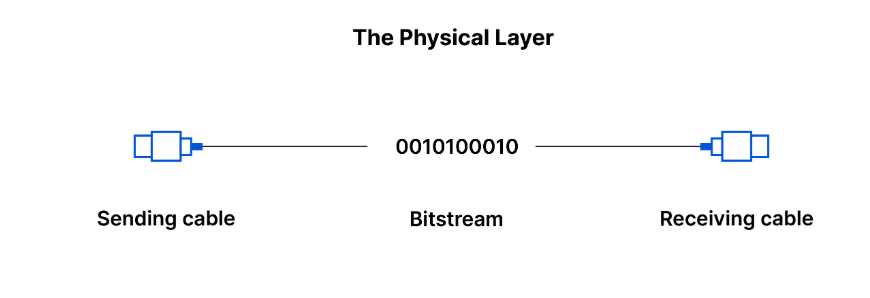 The Physical Layer
0010100010
Sending cable
Bitstream
Receiving cable